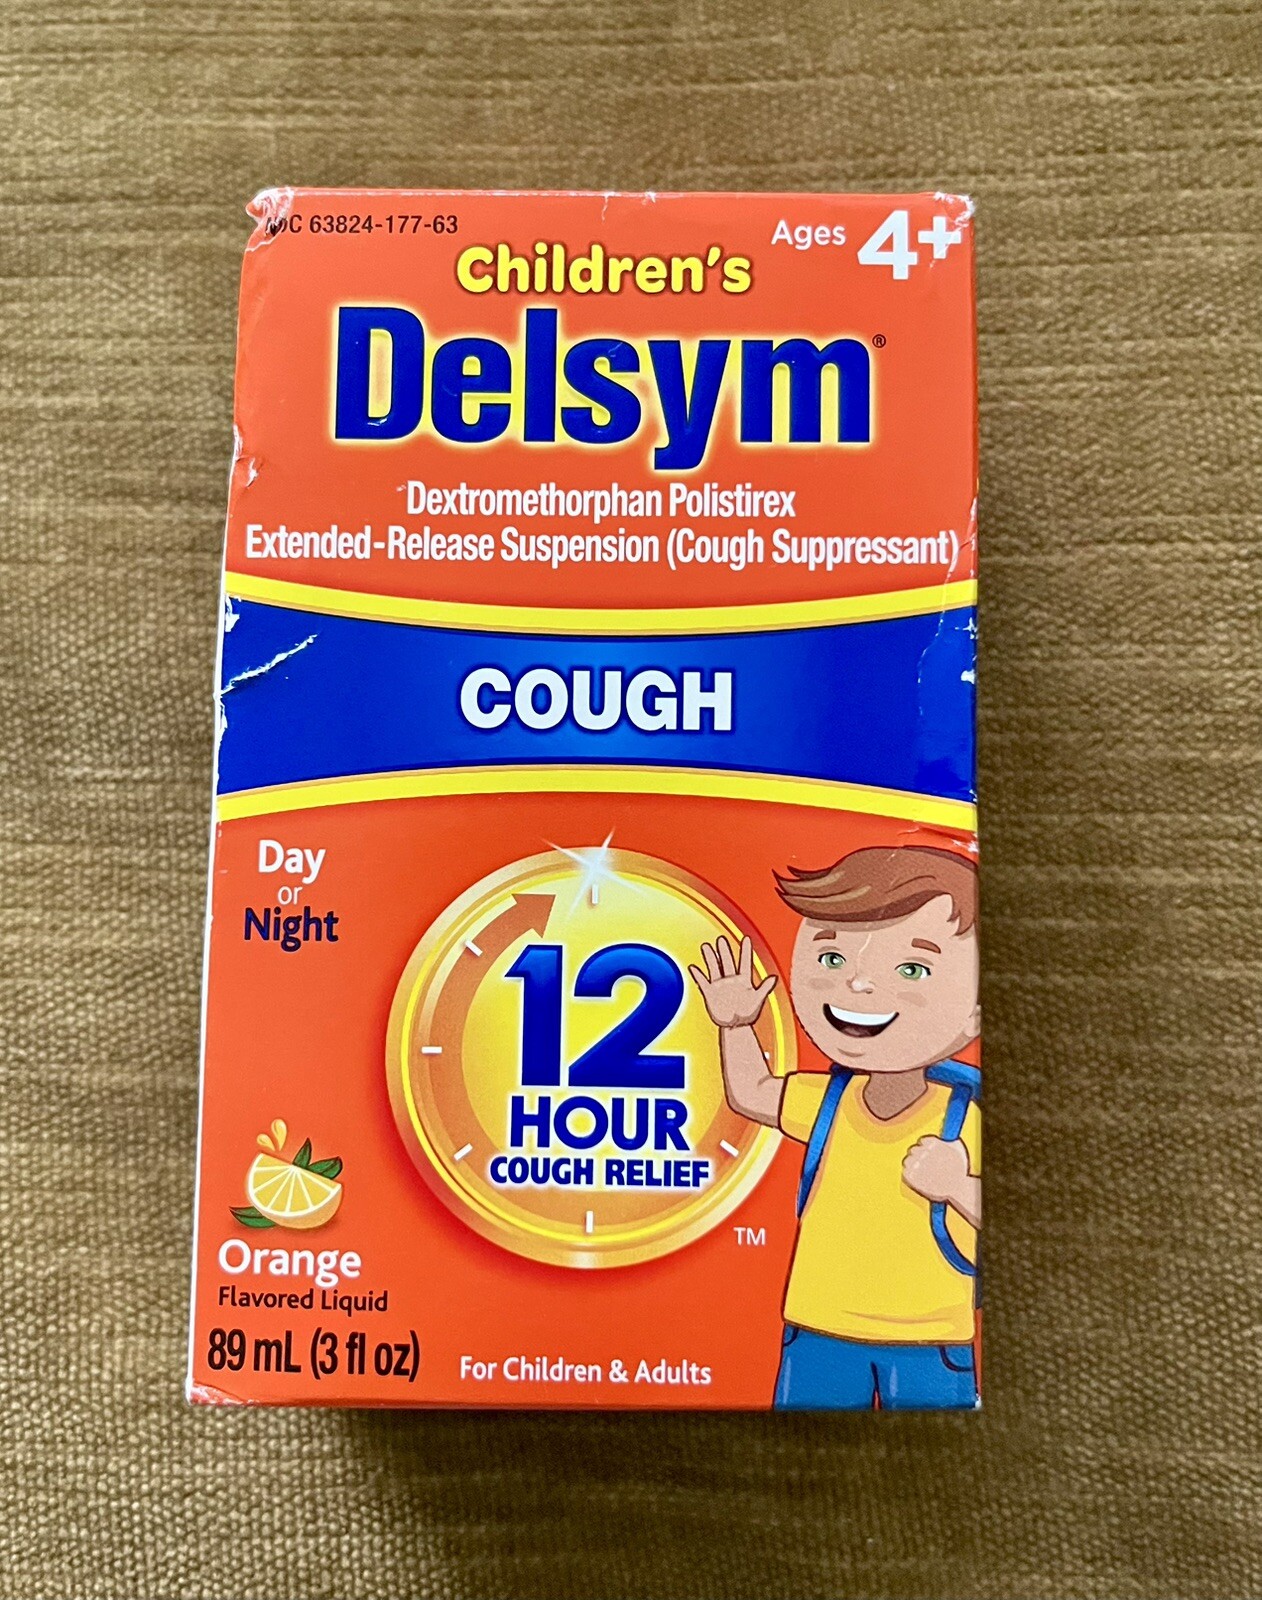 NDC 63824-177-63
Ages 4+
Children's
Delsym®
Dextromethorphan Polistirex
Extended-Release Suspension (Cough Suppressant)
COUGH
Day
or
Night
12
HOUR
COUGH RELIEF
TM
Orange
Flavored Liquid
89 mL (3 fl oz)
For Children & Adults